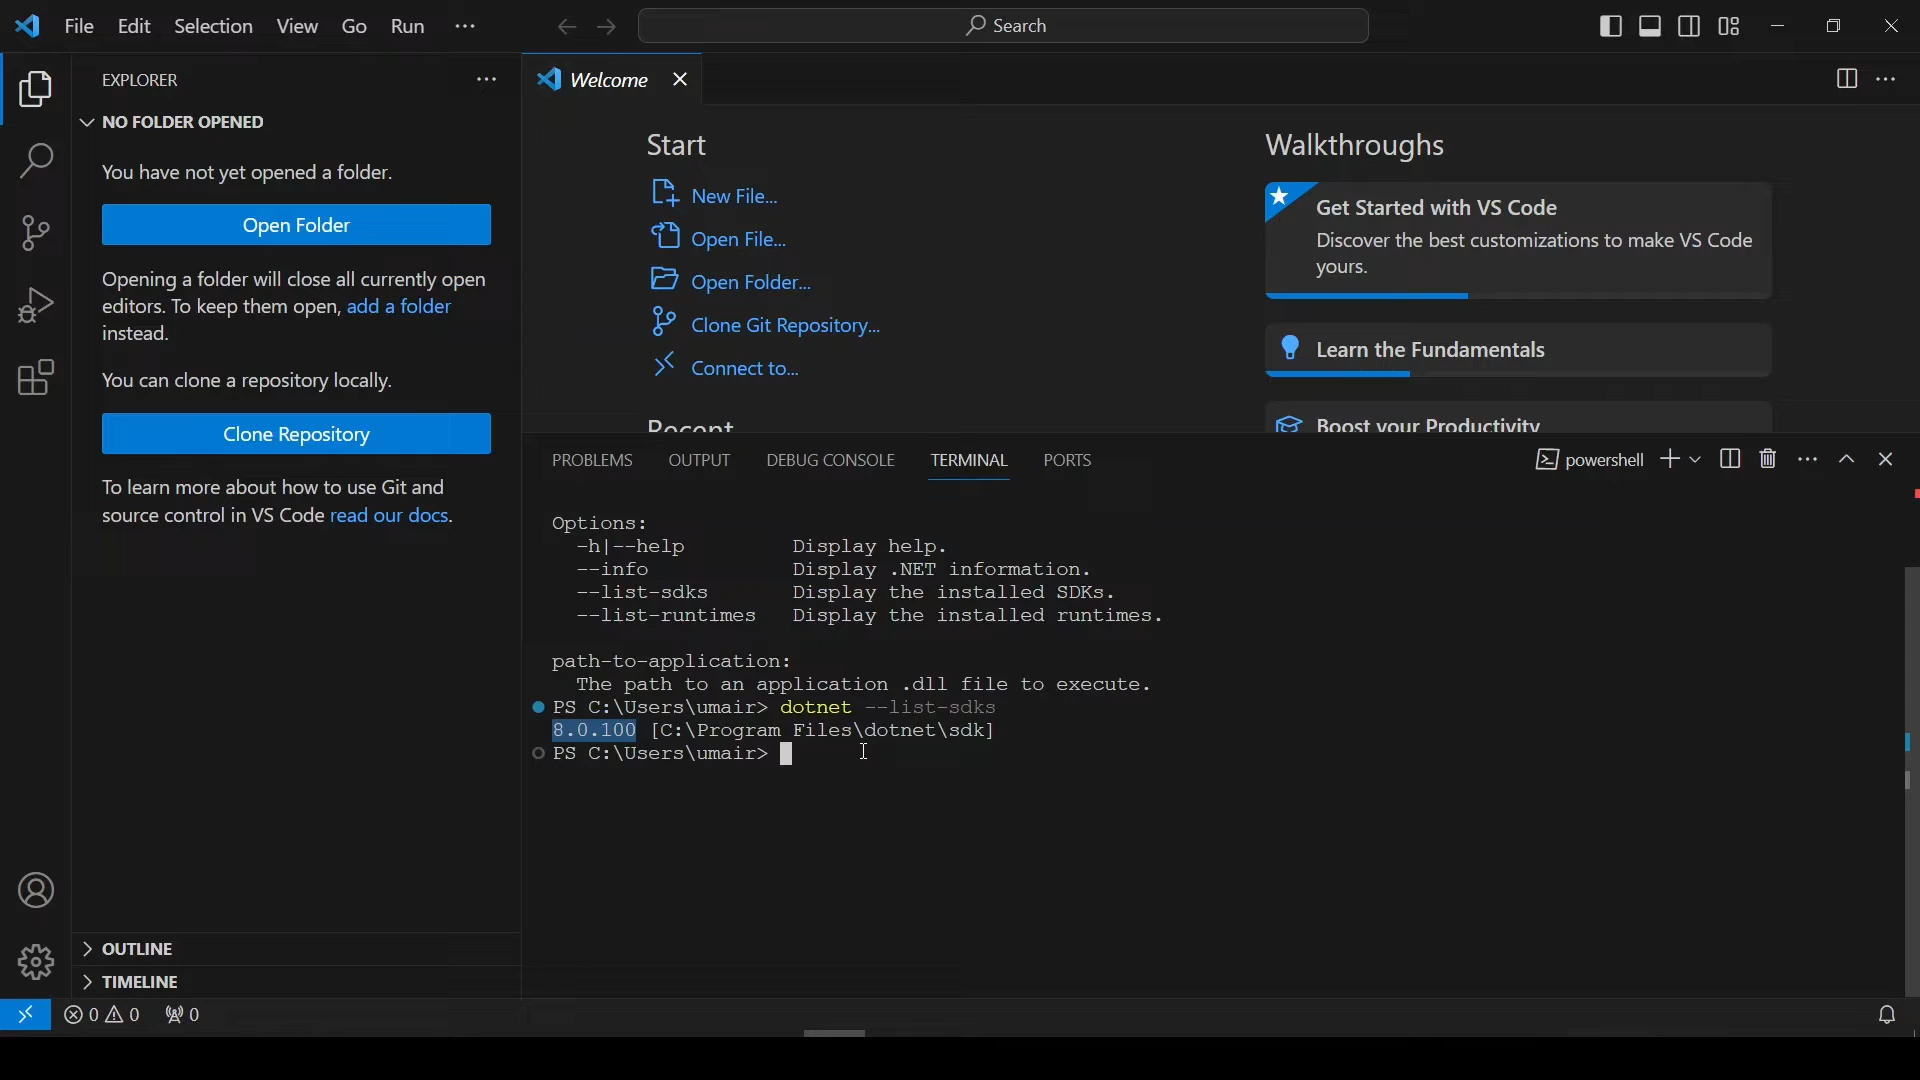 File Edit Selection View Go Run ···
Search
EXPLORER ···
NO FOLDER OPENED
You have not yet opened a folder.
Open Folder
Opening a folder will close all currently open
editors. To keep them open, add a folder
instead.
You can clone a repository locally.
Clone Repository
To learn more about how to use Git and
source control in VS Code read our docs.
OUTLINE
TIMELINE
Welcome
Start
New File...
Open File...
Open Folder...
Clone Git Repository...
Connect to...
Recent
Walkthroughs
Get Started with VS Code
Discover the best customizations to make VS Code
yours.
Learn the Fundamentals
Boost your Productivity
PROBLEMS OUTPUT DEBUG CONSOLE TERMINAL PORTS
powershell
Options:
-h|--help Display help.
--info Display .NET information.
--list-sdks Display the installed SDKs.
--list-runtimes Display the installed runtimes.
path-to-application:
The path to an application .dll file to execute.
PS C:\Users\umair> dotnet --list-sdks
8.0.100 [C:\Program Files\dotnet\sdk]
PS C:\Users\umair>
0 0 0